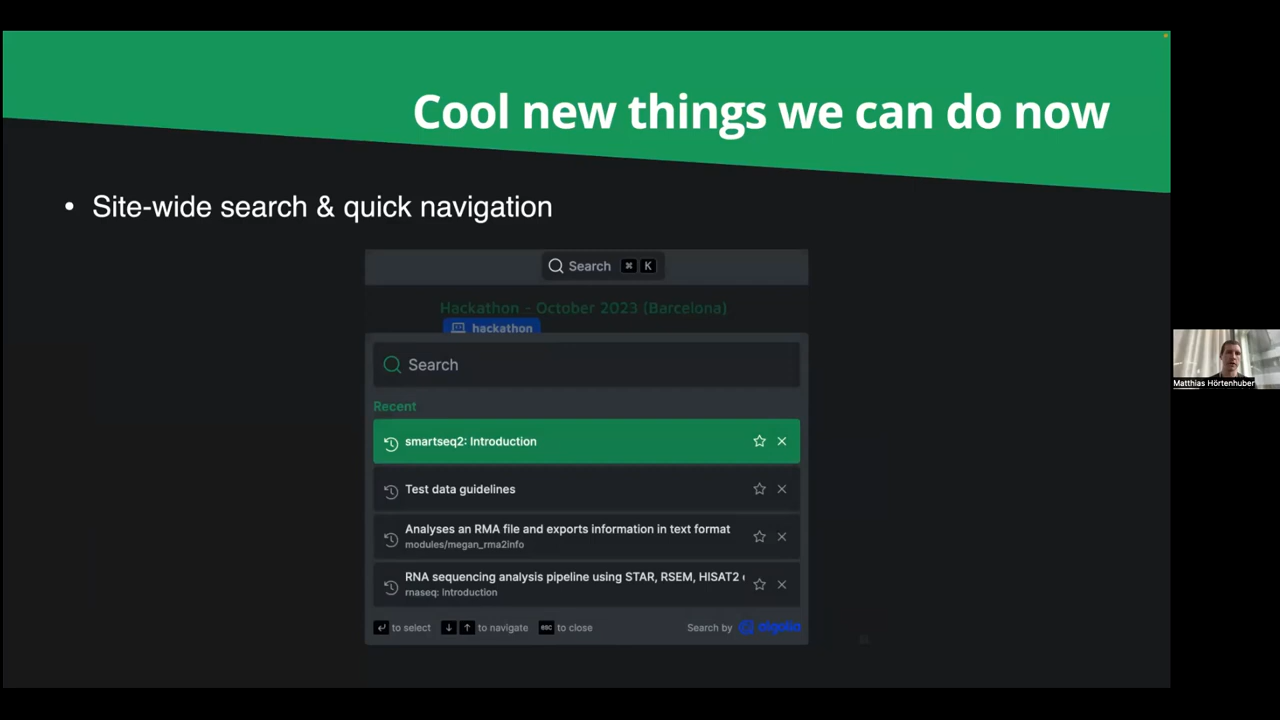 Cool new things we can do now
• Site-wide search & quick navigation
Search ⌘ K
Hackathon - October 2023 (Barcelona)
hackathon
Search
Recent
smartseq2: Introduction
Test data guidelines
Analyses an RMA file and exports information in text format
modules/megan_rma2info
RNA sequencing analysis pipeline using STAR, RSEM, HISAT2
rnaseq: Introduction
to select
to navigate
esc to close
Search by algolia
Matthias Hörtenhuber